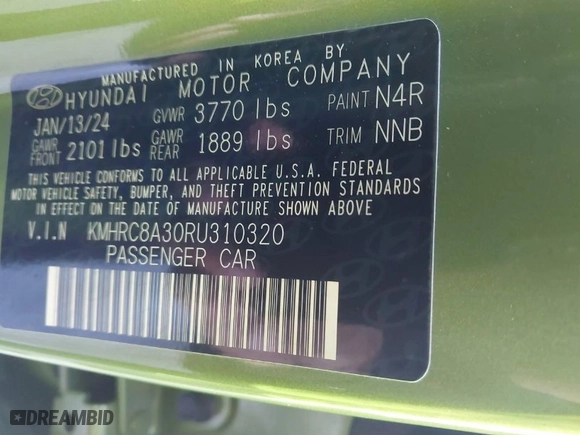 MANUFACTURED IN KOREA BY
HYUNDAI MOTOR COMPANY
JAN/13/24 GVWR 3770 lbs PAINT N4R
GAWR FRONT 2101 lbs GAWR REAR 1889 lbs TRIM NNB
THIS VEHICLE CONFORMS TO ALL APPLICABLE U.S.A. FEDERAL
MOTOR VEHICLE SAFETY, BUMPER, AND THEFT PREVENTION STANDARDS
IN EFFECT ON THE DATE OF MANUFACTURE SHOWN ABOVE
V.I.N KMHRC8A30RU310320
PASSENGER CAR
DREAMBID